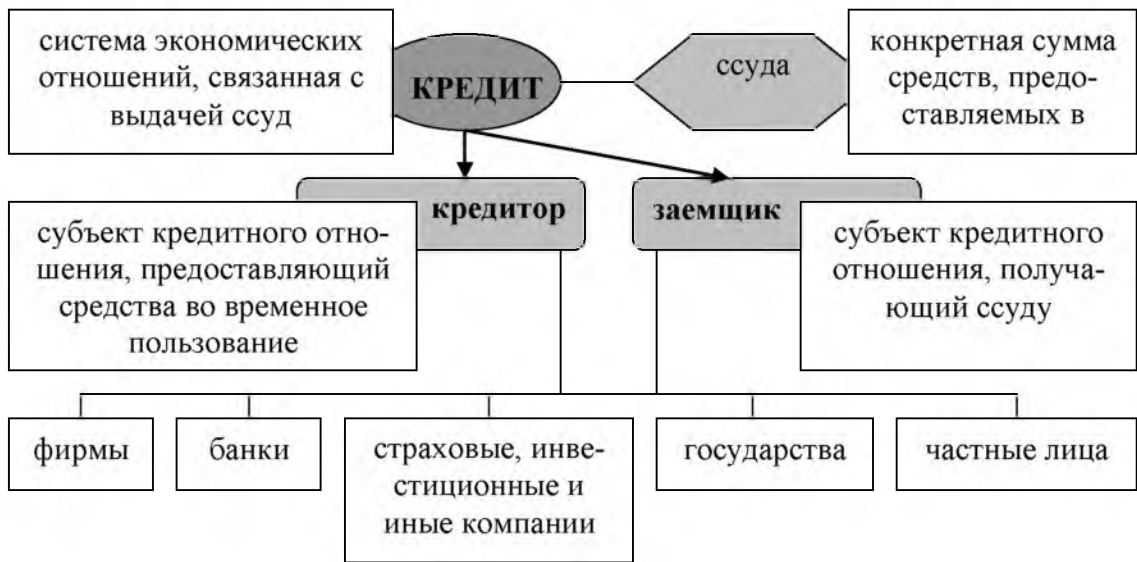 система экономических
отношений, связанная с
выдачей ссуд
КРЕДИТ
ссуда
конкретная сумма
средств, предо-
ставляемых в
кредитор
заемщик
субъект кредитного отно-
шения, предоставляющий
средства во временное
пользование
субъект кредитного
отношения, получа-
ющий ссуду
фирмы
банки
страховые, инве-
стиционные и
иные компании
государства
частные лица